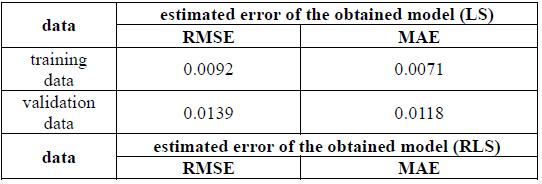 data estimated error of the obtained model (LS)
RMSE MAE
training data 0.0092 0.0071
validation data 0.0139 0.0118
data estimated error of the obtained model (RLS)
RMSE MAE